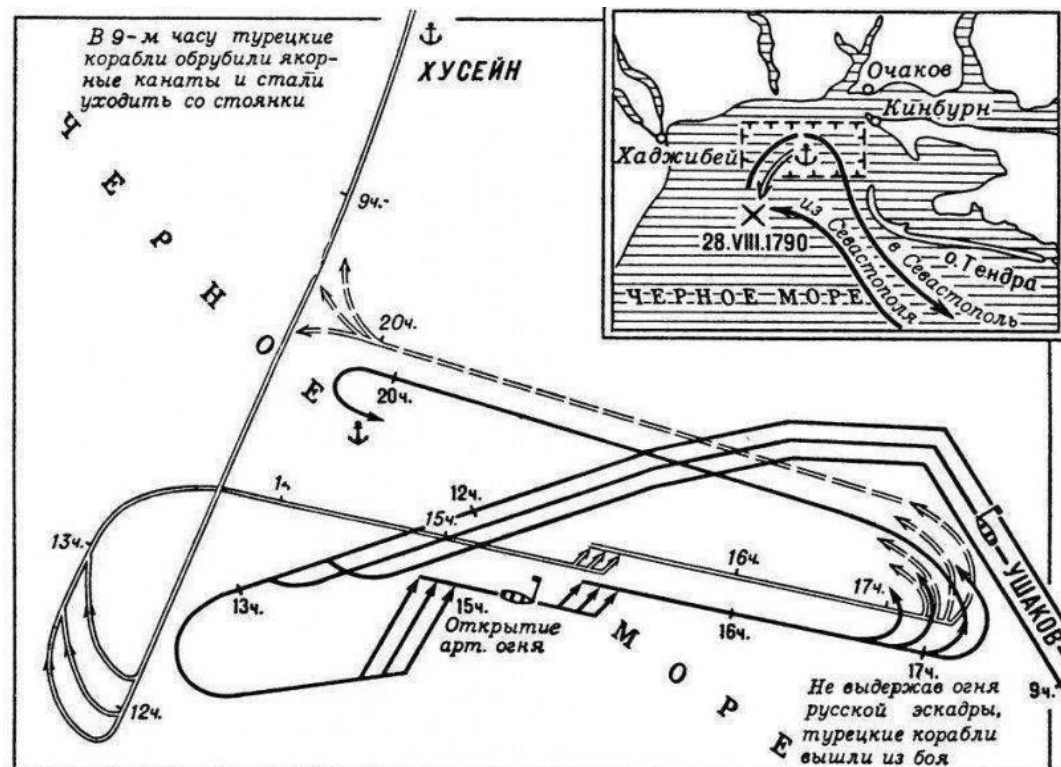 В 9-м часу турецкие
корабли обрубили якор-
ные канаты и стали
уходить со стоянки
ХУСЕЙН
ЧЕРНОЕ МОРЕ
9ч.
20ч.
20ч.
12ч.
15ч.
13ч.
16ч.
17ч.
13ч.
15ч.
Открытие
арт. огня
16ч.
17ч.
12ч.
УШАКОВ
9ч.
Не выдержав огня
русской эскадры,
турецкие корабли
вышли из боя
Очаков
Кинбурн
Хаджибей
из Севастополя
в Севастополь
28.VIII.1790
о. Тендра
ЧЕРНОЕ МОРЕ